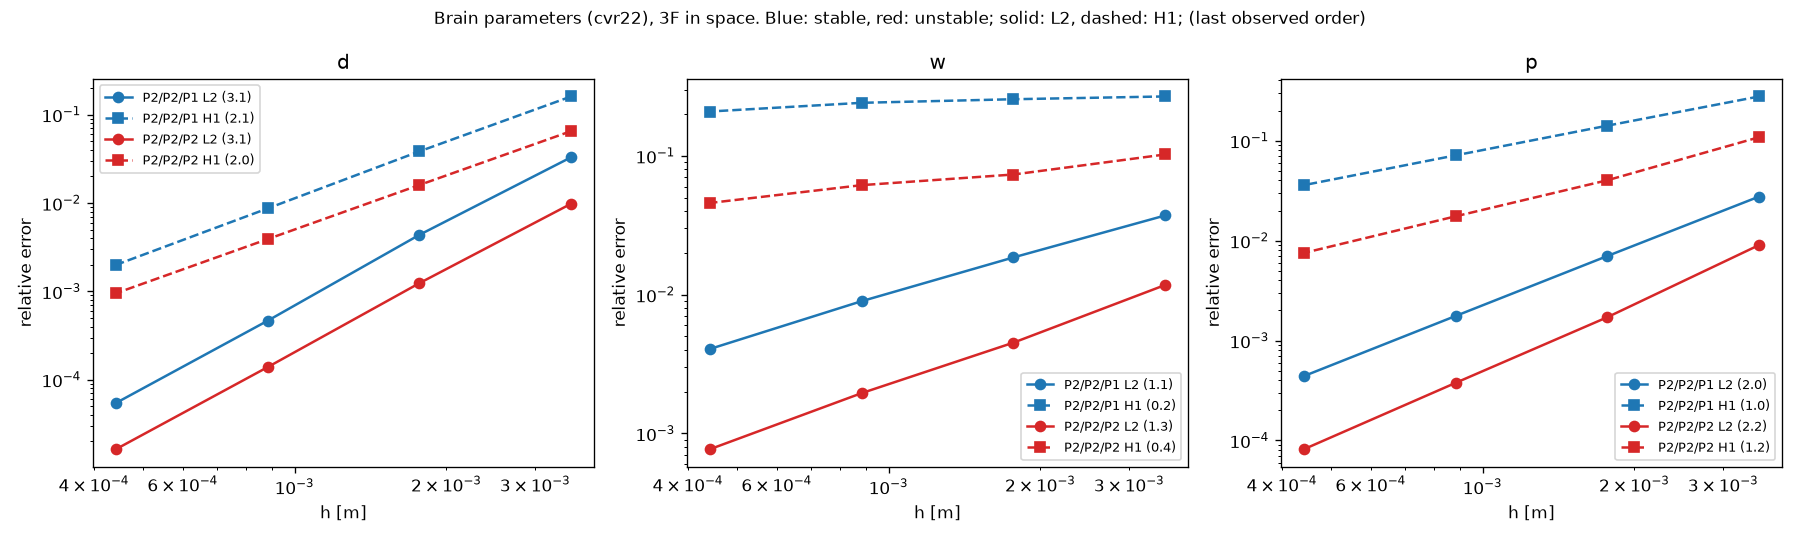 Brain parameters (cvr22), 3F in space. Blue: stable, red: unstable; solid: L2, dashed: H1; (last observed order)
d
relative error
10⁻¹
10⁻²
10⁻³
10⁻⁴
P2/P2/P1 L2 (3.1)
P2/P2/P1 H1 (2.1)
P2/P2/P2 L2 (3.1)
P2/P2/P2 H1 (2.0)
4 × 10⁻⁴ 6 × 10⁻⁴ 10⁻³ 2 × 10⁻³ 3 × 10⁻³
h [m]
w
relative error
10⁻¹
10⁻²
10⁻³
P2/P2/P1 L2 (1.1)
P2/P2/P1 H1 (0.2)
P2/P2/P2 L2 (1.3)
P2/P2/P2 H1 (0.4)
4 × 10⁻⁴ 6 × 10⁻⁴ 10⁻³ 2 × 10⁻³ 3 × 10⁻³
h [m]
p
relative error
10⁻¹
10⁻²
10⁻³
10⁻⁴
P2/P2/P1 L2 (2.0)
P2/P2/P1 H1 (1.0)
P2/P2/P2 L2 (2.2)
P2/P2/P2 H1 (1.2)
4 × 10⁻⁴ 6 × 10⁻⁴ 10⁻³ 2 × 10⁻³ 3 × 10⁻³
h [m]